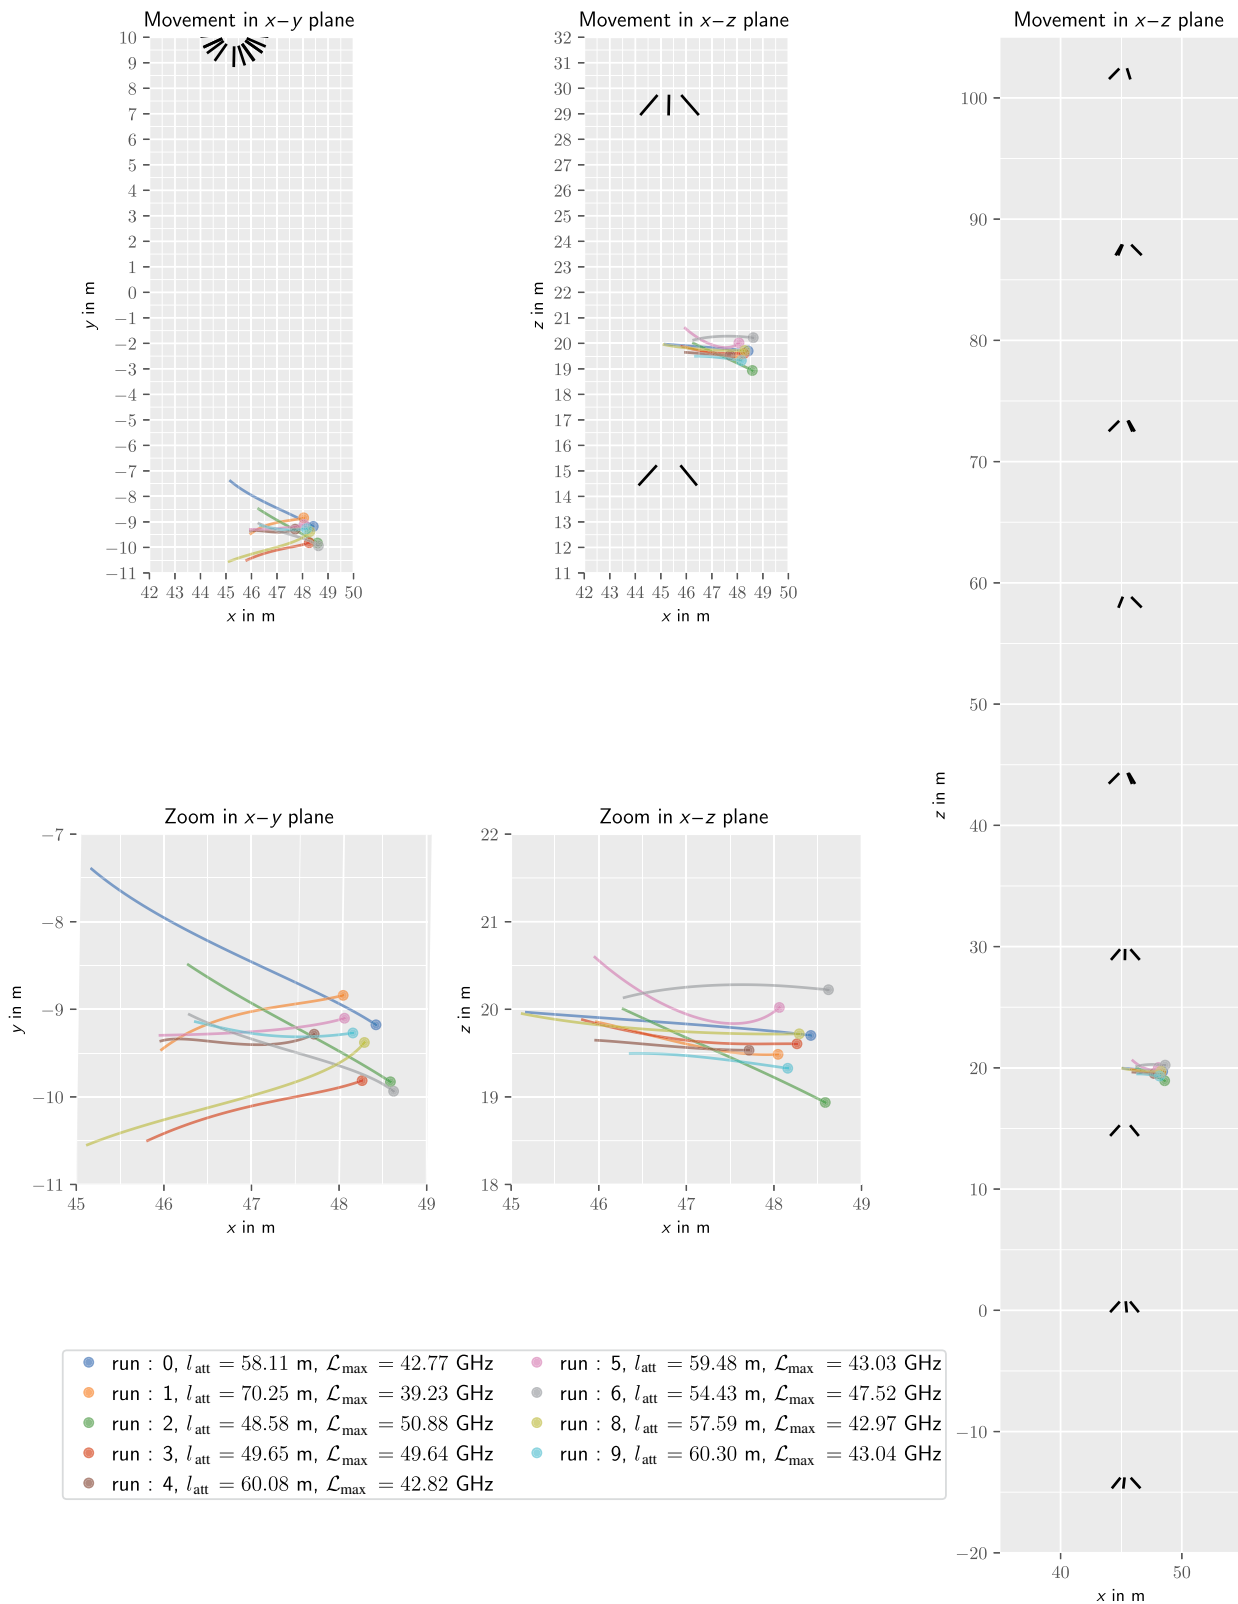 Movement in x−y plane
10
9
8
7
6
5
4
3
2
1
0
−1
−2
−3
−4
−5
−6
−7
−8
−9
−10
−11
y in m
42 43 44 45 46 47 48 49 50
x in m
Movement in x−z plane
32
31
30
29
28
27
26
25
24
23
22
21
20
19
18
17
16
15
14
13
12
11
z in m
42 43 44 45 46 47 48 49 50
x in m
Movement in x−z plane
100
90
80
70
60
50
40
30
20
10
0
−10
−20
z in m
40 50
x in m
Zoom in x−y plane
−7
−8
−9
−10
−11
y in m
45 46 47 48 49
x in m
Zoom in x−z plane
22
21
20
19
18
z in m
45 46 47 48 49
x in m
run : 0, l_att = 58.11 m, ℒ_max = 42.77 GHz
run : 1, l_att = 70.25 m, ℒ_max = 39.23 GHz
run : 2, l_att = 48.58 m, ℒ_max = 50.88 GHz
run : 3, l_att = 49.65 m, ℒ_max = 49.64 GHz
run : 4, l_att = 60.08 m, ℒ_max = 42.82 GHz
run : 5, l_att = 59.48 m, ℒ_max = 43.03 GHz
run : 6, l_att = 54.43 m, ℒ_max = 47.52 GHz
run : 8, l_att = 57.59 m, ℒ_max = 42.97 GHz
run : 9, l_att = 60.30 m, ℒ_max = 43.04 GHz